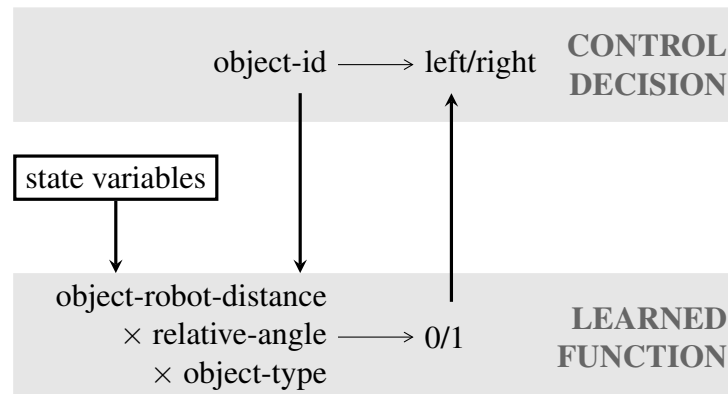 object-id → left/right
CONTROL
DECISION
state variables
object-robot-distance
× relative-angle → 0/1
× object-type
LEARNED
FUNCTION